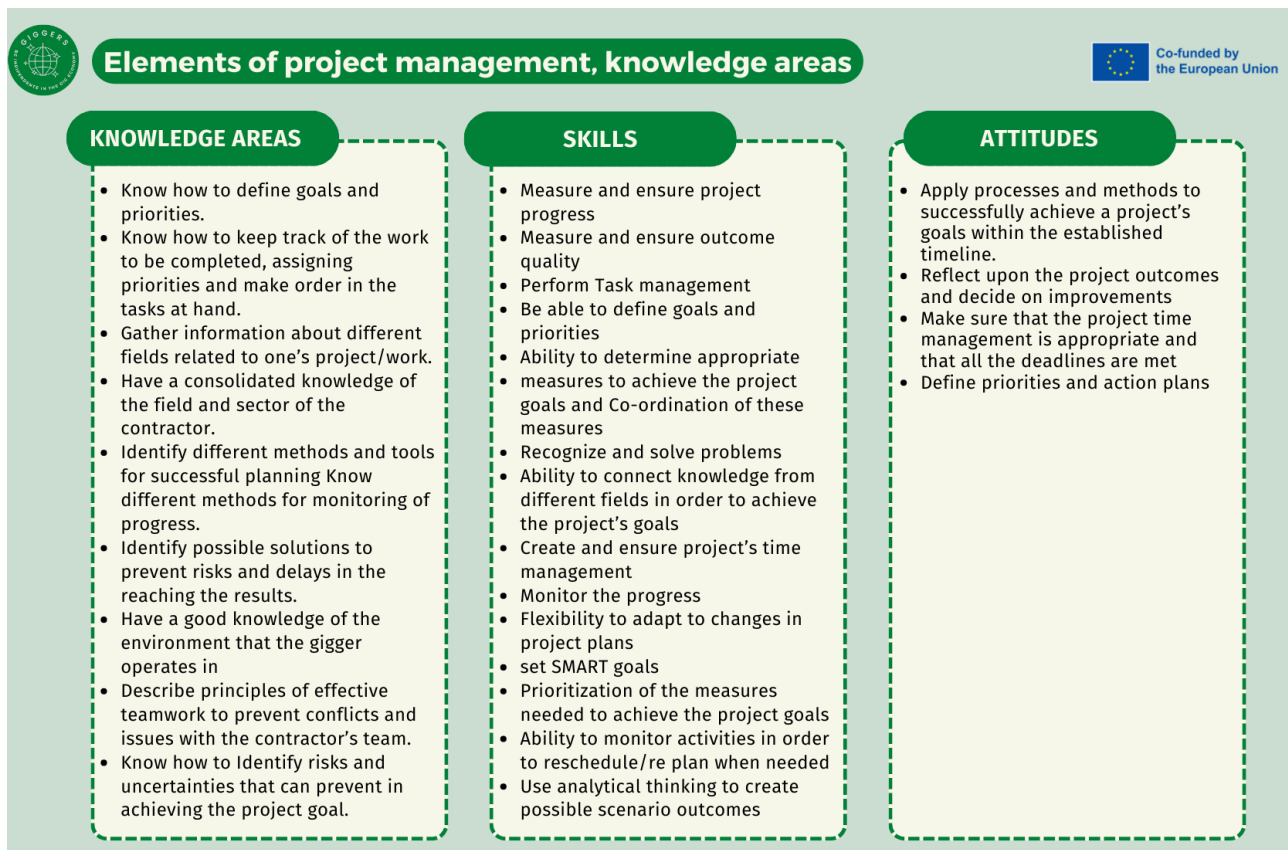 GIGGERS
BE INDEPENDENTS IN THE GIG ECONOMY
Elements of project management, knowledge areas
Co-funded by
the European Union
KNOWLEDGE AREAS
• Know how to define goals and
priorities.
• Know how to keep track of the work
to be completed, assigning
priorities and make order in the
tasks at hand.
• Gather information about different
fields related to one's project/work.
• Have a consolidated knowledge of
the field and sector of the
contractor.
• Identify different methods and tools
for successful planning Know
different methods for monitoring of
progress.
• Identify possible solutions to
prevent risks and delays in the
reaching the results.
• Have a good knowledge of the
environment that the gigger
operates in
• Describe principles of effective
teamwork to prevent conflicts and
issues with the contractor's team.
• Know how to Identify risks and
uncertainties that can prevent in
achieving the project goal.
SKILLS
• Measure and ensure project
progress
• Measure and ensure outcome
quality
• Perform Task management
• Be able to define goals and
priorities
• Ability to determine appropriate
• measures to achieve the project
goals and Co-ordination of these
measures
• Recognize and solve problems
• Ability to connect knowledge from
different fields in order to achieve
the project's goals
• Create and ensure project's time
management
• Monitor the progress
• Flexibility to adapt to changes in
project plans
• set SMART goals
• Prioritization of the measures
needed to achieve the project goals
• Ability to monitor activities in order
to reschedule/re plan when needed
• Use analytical thinking to create
possible scenario outcomes
ATTITUDES
• Apply processes and methods to
successfully achieve a project's
goals within the established
timeline.
• Reflect upon the project outcomes
and decide on improvements
• Make sure that the project time
management is appropriate and
that all the deadlines are met
• Define priorities and action plans